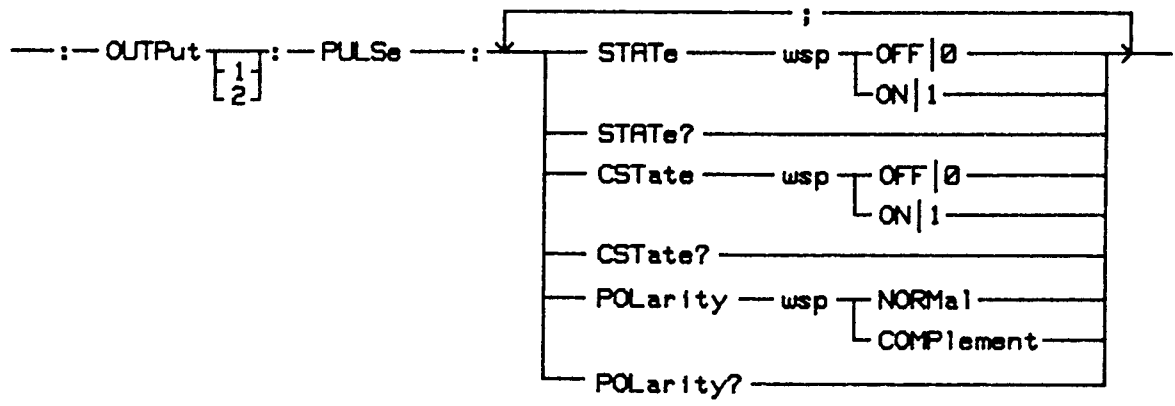 ;
: OUTPut 1 2 : PULSe : STATe wsp OFF|0
ON|1
STATe?
CSTate wsp OFF|0
ON|1
CSTate?
POLarity wsp NORMal
COMPlement
POLarity?